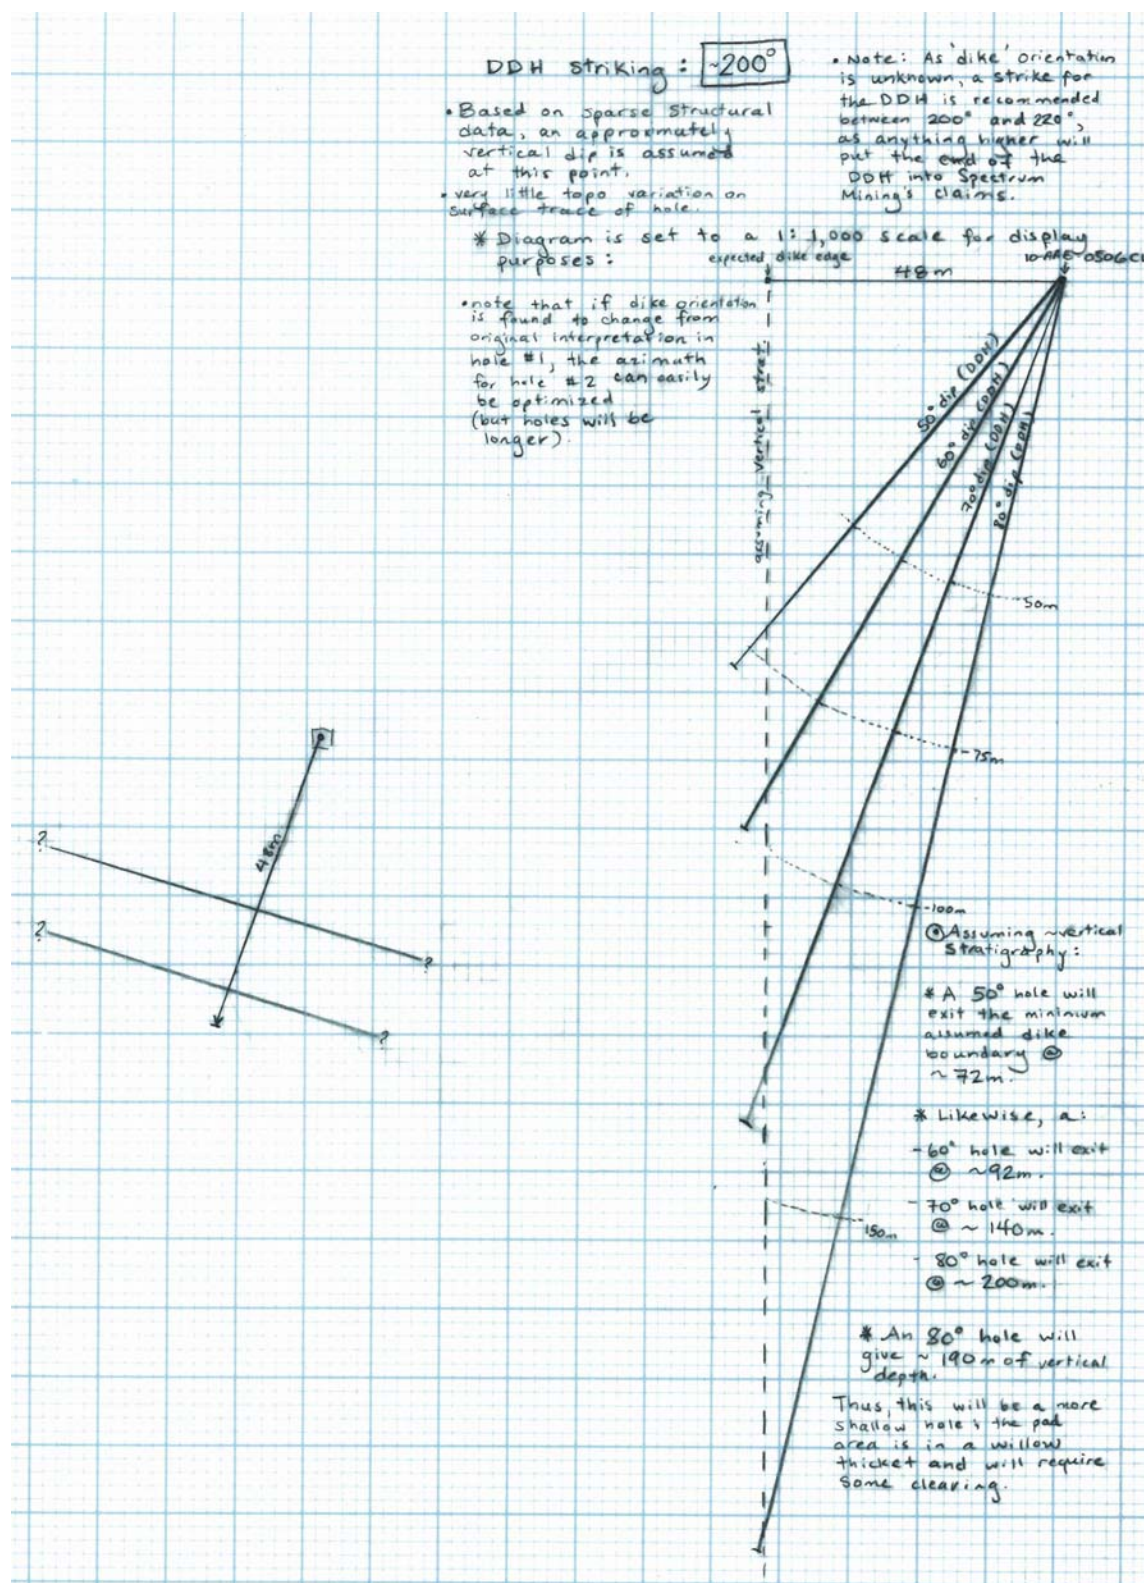 DDH striking: ~200°
• Based on sparse structural
data, an approxmutely
vertical dip is assumed
at this point.
• very little topo variation on
surface trace of hole.
• Note: As 'dike' orientation
is unknown, a strike for
the DDH is recommended
between 200° and 220°,
as anything higher will
put the end of the
DDH into Spectrum
Mining's claims.
* Diagram is set to a 1:1,000 scale for display
purposes:
expected dike edge
48m
• note that if dike orientation
is found to change from
original interpretation in
hole #1, the azimuth
for hole #2 can easily
be optimized
(but holes will be
longer).
assuming vertical strat.
50° dip (DDH)
60° dip (DDH)
70° dip (DDH)
80° dip (DDH)
50m
75m
48m
?
?
?
?
100m
Assuming ~vertical
stratigraphy:
* A 50° hole will
exit the minimum
assumed dike
boundary @
~72m.
* Likewise, a:
- 60° hole will exit
@ ~92m.
- 70° hole will exit
@ ~140m.
150m
- 80° hole will exit
@ ~200m.
* An 80° hole will
give ~190m of vertical
depth.
Thus, this will be a more
shallow hole & the pad
area is in a willow
thicket and will require
some clearing.